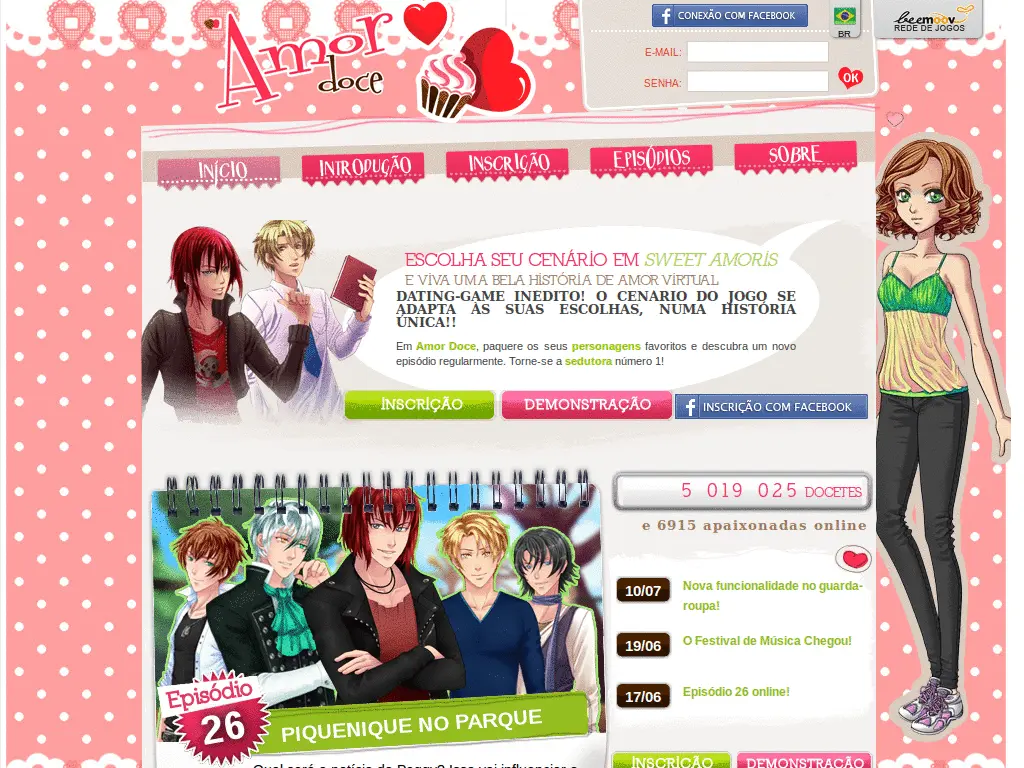 Amor
doce
CONEXÃO COM FACEBOOK
BR
beemoov
REDE DE JOGOS
E-MAIL:
SENHA:
OK
INÍCIO
INTRODUÇÃO
INSCRIÇÃO
EPISÓDIOS
SOBRE
ESCOLHA SEU CENÁRIO EM SWEET AMORIS
E VIVA UMA BELA HISTÓRIA DE AMOR VIRTUAL
DATING-GAME INEDITO! O CENARIO DO JOGO SE
ADAPTA AS SUAS ESCOLHAS, NUMA HISTÓRIA
ÚNICA!!
Em Amor Doce, paquere os seus personagens favoritos e descubra um novo
episódio regularmente. Torne-se a sedutora número 1!
INSCRIÇÃO
DEMONSTRAÇÃO
INSCRIÇÃO COM FACEBOOK
5 019 025 DOCETES
e 6915 apaixonadas online
10/07
Nova funcionalidade no guarda-
roupa!
19/06
O Festival de Música Chegou!
17/06
Episódio 26 online!
Episódio
26
PIQUENIQUE NO PARQUE
Qual será a notícia da Peggy? Isso vai influenciar o
INSCRIÇÃO
DEMONSTRAÇÃO